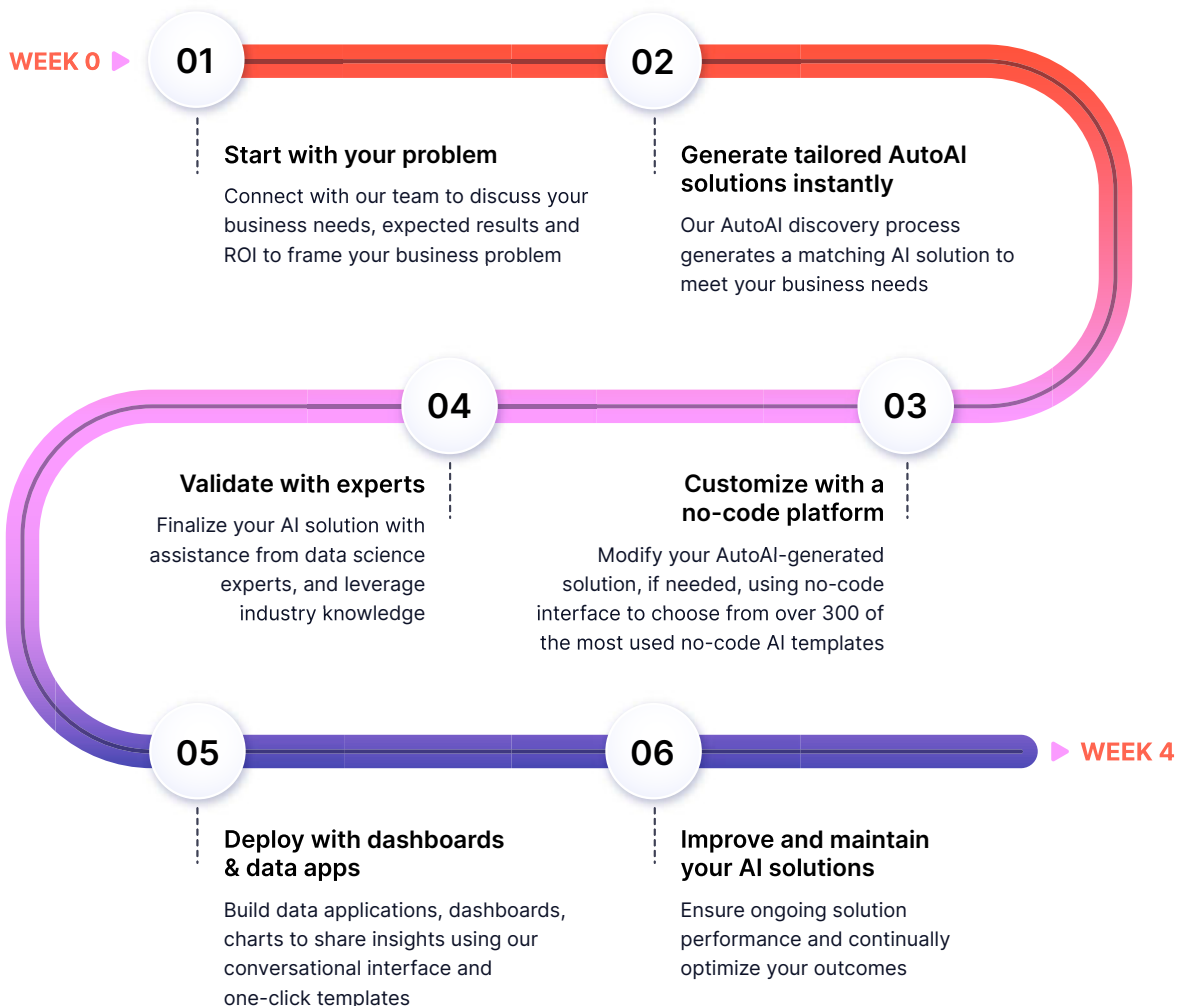 WEEK 0
01
Start with your problem
Connect with our team to discuss your
business needs, expected results and
ROI to frame your business problem
02
Generate tailored AutoAI
solutions instantly
Our AutoAI discovery process
generates a matching AI solution to
meet your business needs
03
Customize with a
no-code platform
Modify your AutoAI-generated
solution, if needed, using no-code
interface to choose from over 300 of
the most used no-code AI templates
04
Validate with experts
Finalize your AI solution with
assistance from data science
experts, and leverage
industry knowledge
05
Deploy with dashboards
& data apps
Build data applications, dashboards,
charts to share insights using our
conversational interface and
one-click templates
06
Improve and maintain
your AI solutions
Ensure ongoing solution
performance and continually
optimize your outcomes
WEEK 4